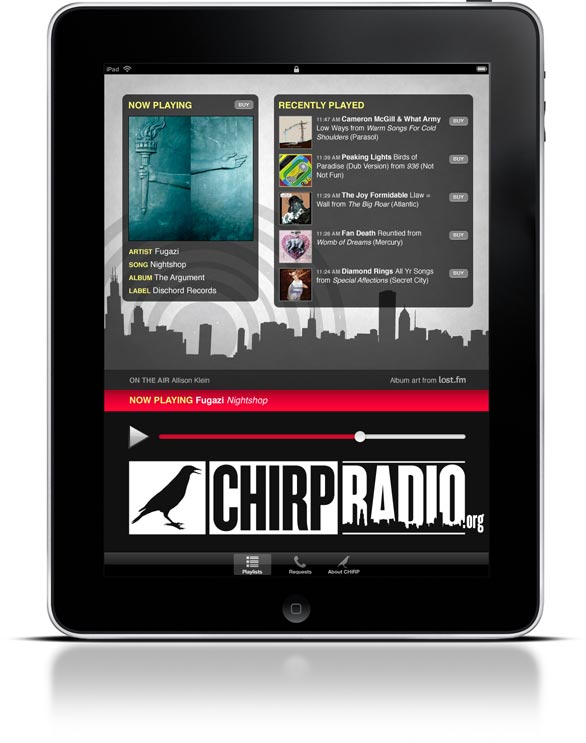 iPad
NOW PLAYING
BUY
ARTIST Fugazi
SONG Nightshop
ALBUM The Argument
LABEL Dischord Records
RECENTLY PLAYED
11:47 AM Cameron McGill & What Army
Low Ways from Warm Songs For Cold
Shoulders (Parasol)
BUY
11:39 AM Peaking Lights Birds of
Paradise (Dub Version) from 936 (Not
Not Fun)
BUY
11:29 AM The Joy Formidable Llaw =
Wall from The Big Roar (Atlantic)
BUY
11:26 AM Fan Death Reuntied from
Womb of Dreams (Mercury)
BUY
11:24 AM Diamond Rings All Yr Songs
from Special Affections (Secret City)
BUY
ON THE AIR Allison Klein
Album art from lost.fm
NOW PLAYING Fugazi Nightshop
CHIRP RADIO.org
Playlists
Requests
About CHIRP